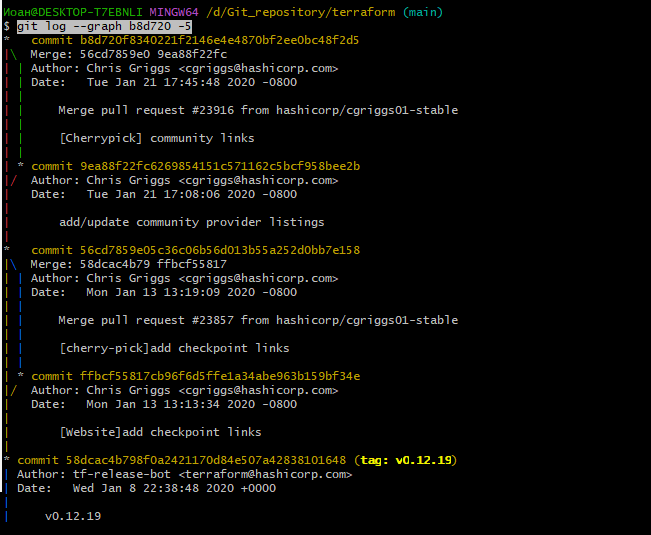 Иоан@DESKTOP-T7EBNLI MINGW64 /d/Git_repository/terraform (main)
$ git log --graph b8d720 -5
*   commit b8d720f8340221f2146e4e4870bf2ee0bc48f2d5
|\  Merge: 56cd7859e0 9ea88f22fc
| | Author: Chris Griggs <cgriggs@hashicorp.com>
| | Date:   Tue Jan 21 17:45:48 2020 -0800
| |
| |     Merge pull request #23916 from hashicorp/cgriggs01-stable
| |
| |     [Cherrypick] community links
| |
| * commit 9ea88f22fc6269854151c571162c5bcf958bee2b
|/  Author: Chris Griggs <cgriggs@hashicorp.com>
|   Date:   Tue Jan 21 17:08:06 2020 -0800
|
|       add/update community provider listings
|
*   commit 56cd7859e05c36c06b56d013b55a252d0bb7e158
|\  Merge: 58dcac4b79 ffbcf55817
| | Author: Chris Griggs <cgriggs@hashicorp.com>
| | Date:   Mon Jan 13 13:19:09 2020 -0800
| |
| |     Merge pull request #23857 from hashicorp/cgriggs01-stable
| |
| |     [cherry-pick]add checkpoint links
| |
| * commit ffbcf55817cb96f6d5ffe1a34abe963b159bf34e
|/  Author: Chris Griggs <cgriggs@hashicorp.com>
|   Date:   Mon Jan 13 13:13:34 2020 -0800
|
|       [Website]add checkpoint links
|
* commit 58dcac4b798f0a2421170d84e507a42838101648 (tag: v0.12.19)
| Author: tf-release-bot <terraform@hashicorp.com>
| Date:   Wed Jan 8 22:38:48 2020 +0000
|
|     v0.12.19